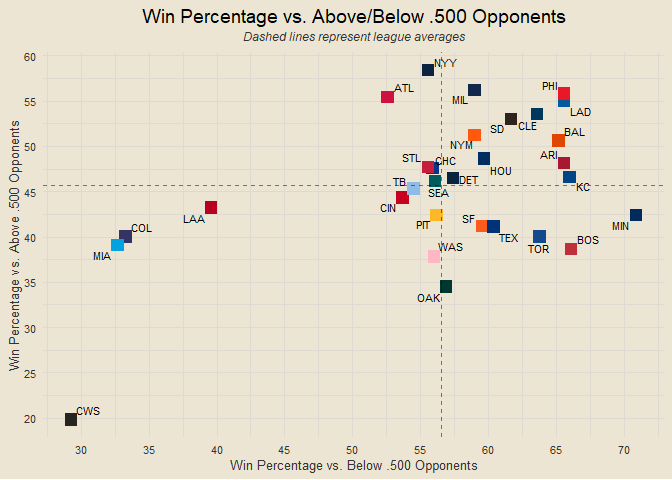 Win Percentage vs. Above/Below .500 Opponents
Dashed lines represent league averages
Win Percentage vs. Above .500 Opponents
60
55
50
45
40
35
30
25
20
NYY
ATL
MIL
PHI
LAD
SD
CLE
BAL
NYM
STL
CHC
HOU
ARI
TB
SEA
DET
KC
CIN
LAA
PIT
SF
TEX
MIN
COL
MIA
WAS
TOR
BOS
OAK
CWS
30
35
40
45
50
55
60
65
70
Win Percentage vs. Below .500 Opponents